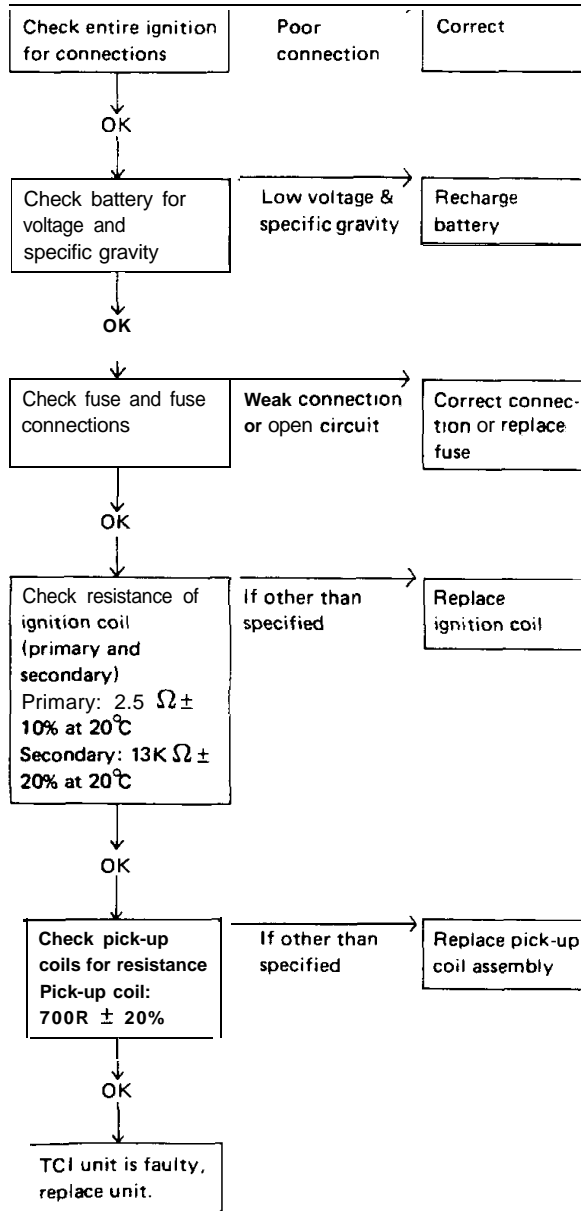 Check entire ignition
for connections
Poor
connection
Correct
OK
Check battery for
voltage and
specific gravity
Low voltage &
specific gravity
Recharge
battery
OK
Check fuse and fuse
connections
Weak connection
or open circuit
Correct connec-
tion or replace
fuse
OK
Check resistance of
ignition coil
(primary and
secondary)
Primary: 2.5 Ω ±
10% at 20°C
Secondary: 13K Ω ±
20% at 20°C
If other than
specified
Replace
ignition coil
OK
Check pick-up
coils for resistance
Pick-up coil:
700R ± 20%
If other than
specified
Replace pick-up
coil assembly
OK
TCI unit is faulty,
replace unit.